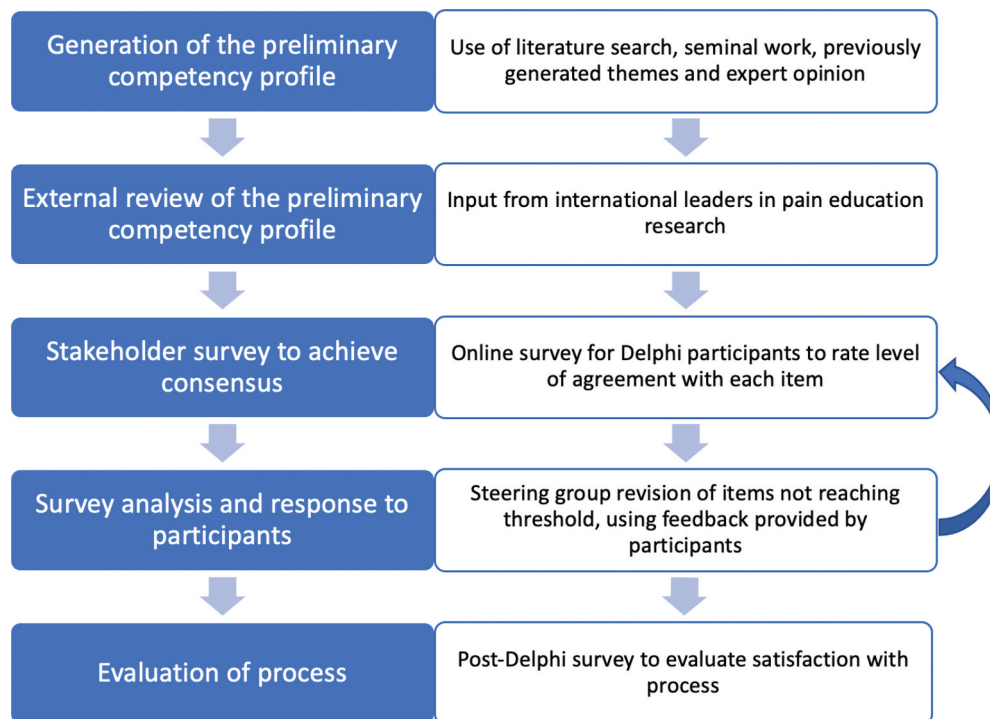 Generation of the preliminary
competency profile
Use of literature search, seminal work, previously
generated themes and expert opinion
External review of the preliminary
competency profile
Input from international leaders in pain education
research
Stakeholder survey to achieve
consensus
Online survey for Delphi participants to rate level
of agreement with each item
Survey analysis and response to
participants
Steering group revision of items not reaching
threshold, using feedback provided by
participants
Evaluation of process
Post-Delphi survey to evaluate satisfaction with
process